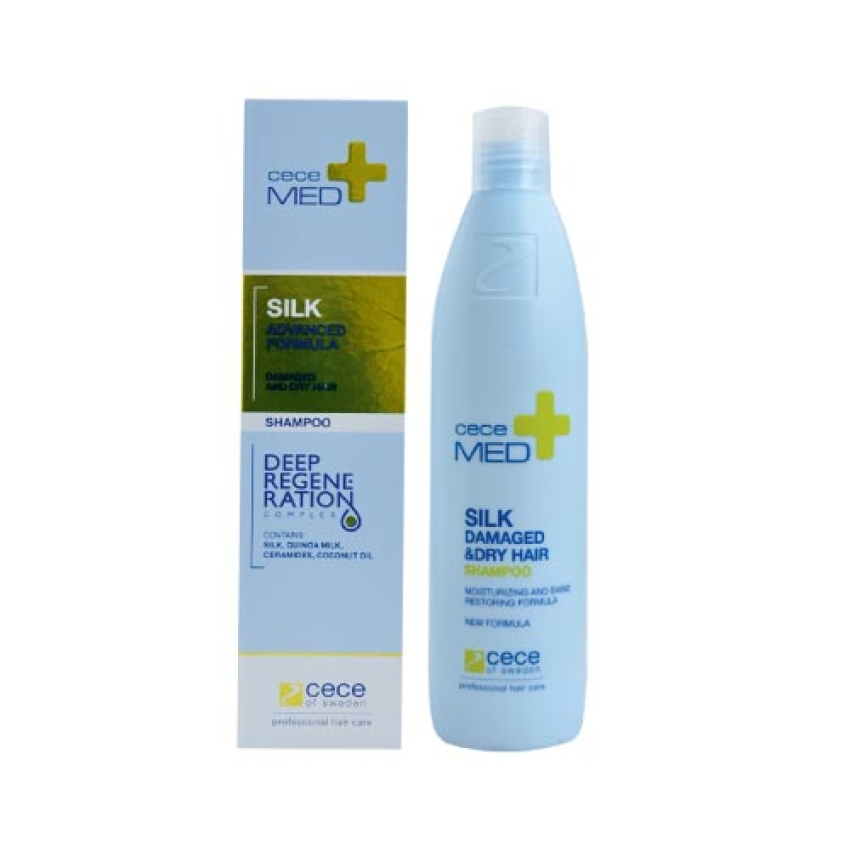 cece
MED
SILK
ADVANCED
FORMULA
DAMAGED
AND DRY HAIR
SHAMPOO
DEEP
REGENE
RATION
COMPLEX
CONTAINS
SILK, QUINOA MILK,
CERAMIDES, COCONUT OIL
cece
of sweden
professional hair care
cece
MED
SILK
DAMAGED
&DRY HAIR
SHAMPOO
MOISTURIZING AND SHINE
RESTORING FORMULA
NEW FORMULA
cece
of sweden
professional hair care